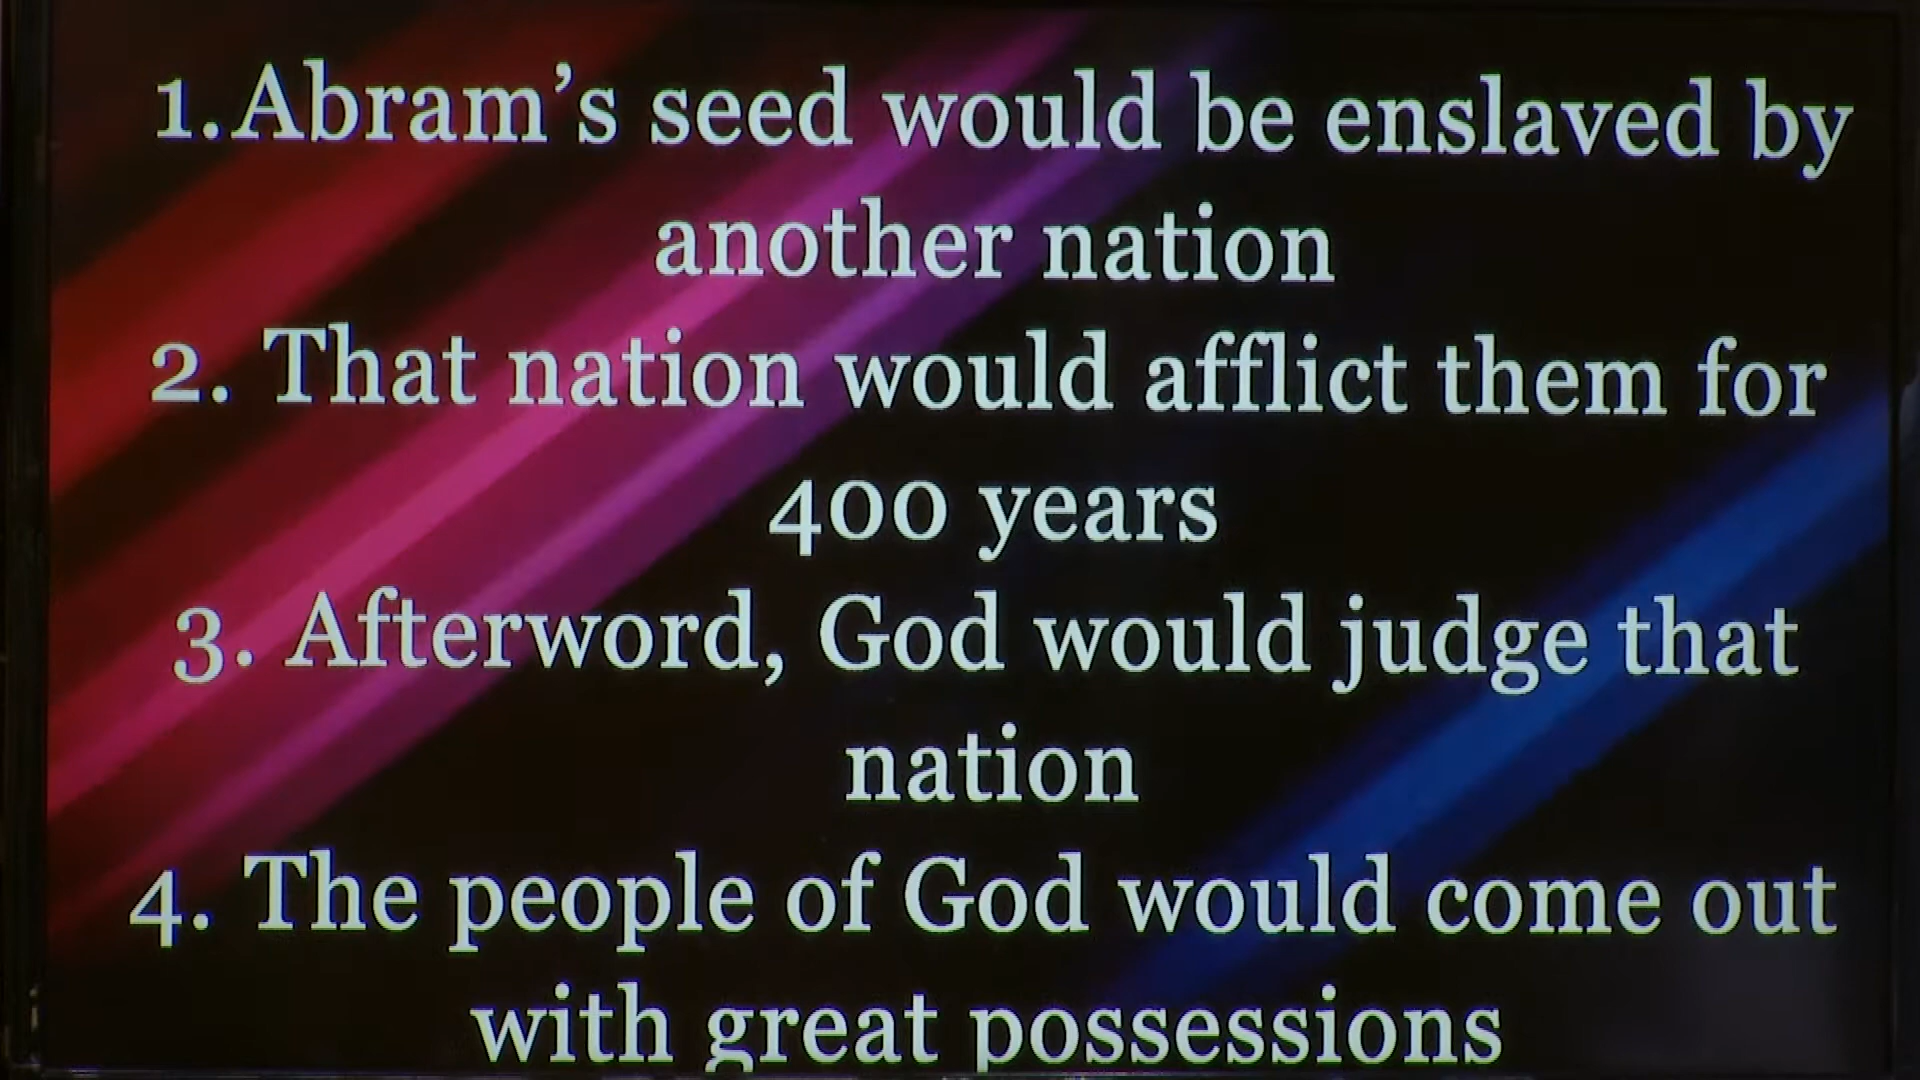 1. Abram’s seed would be enslaved by
another nation
2. That nation would afflict them for
400 years
3. Afterword, God would judge that
nation
4. The people of God would come out
with great possessions